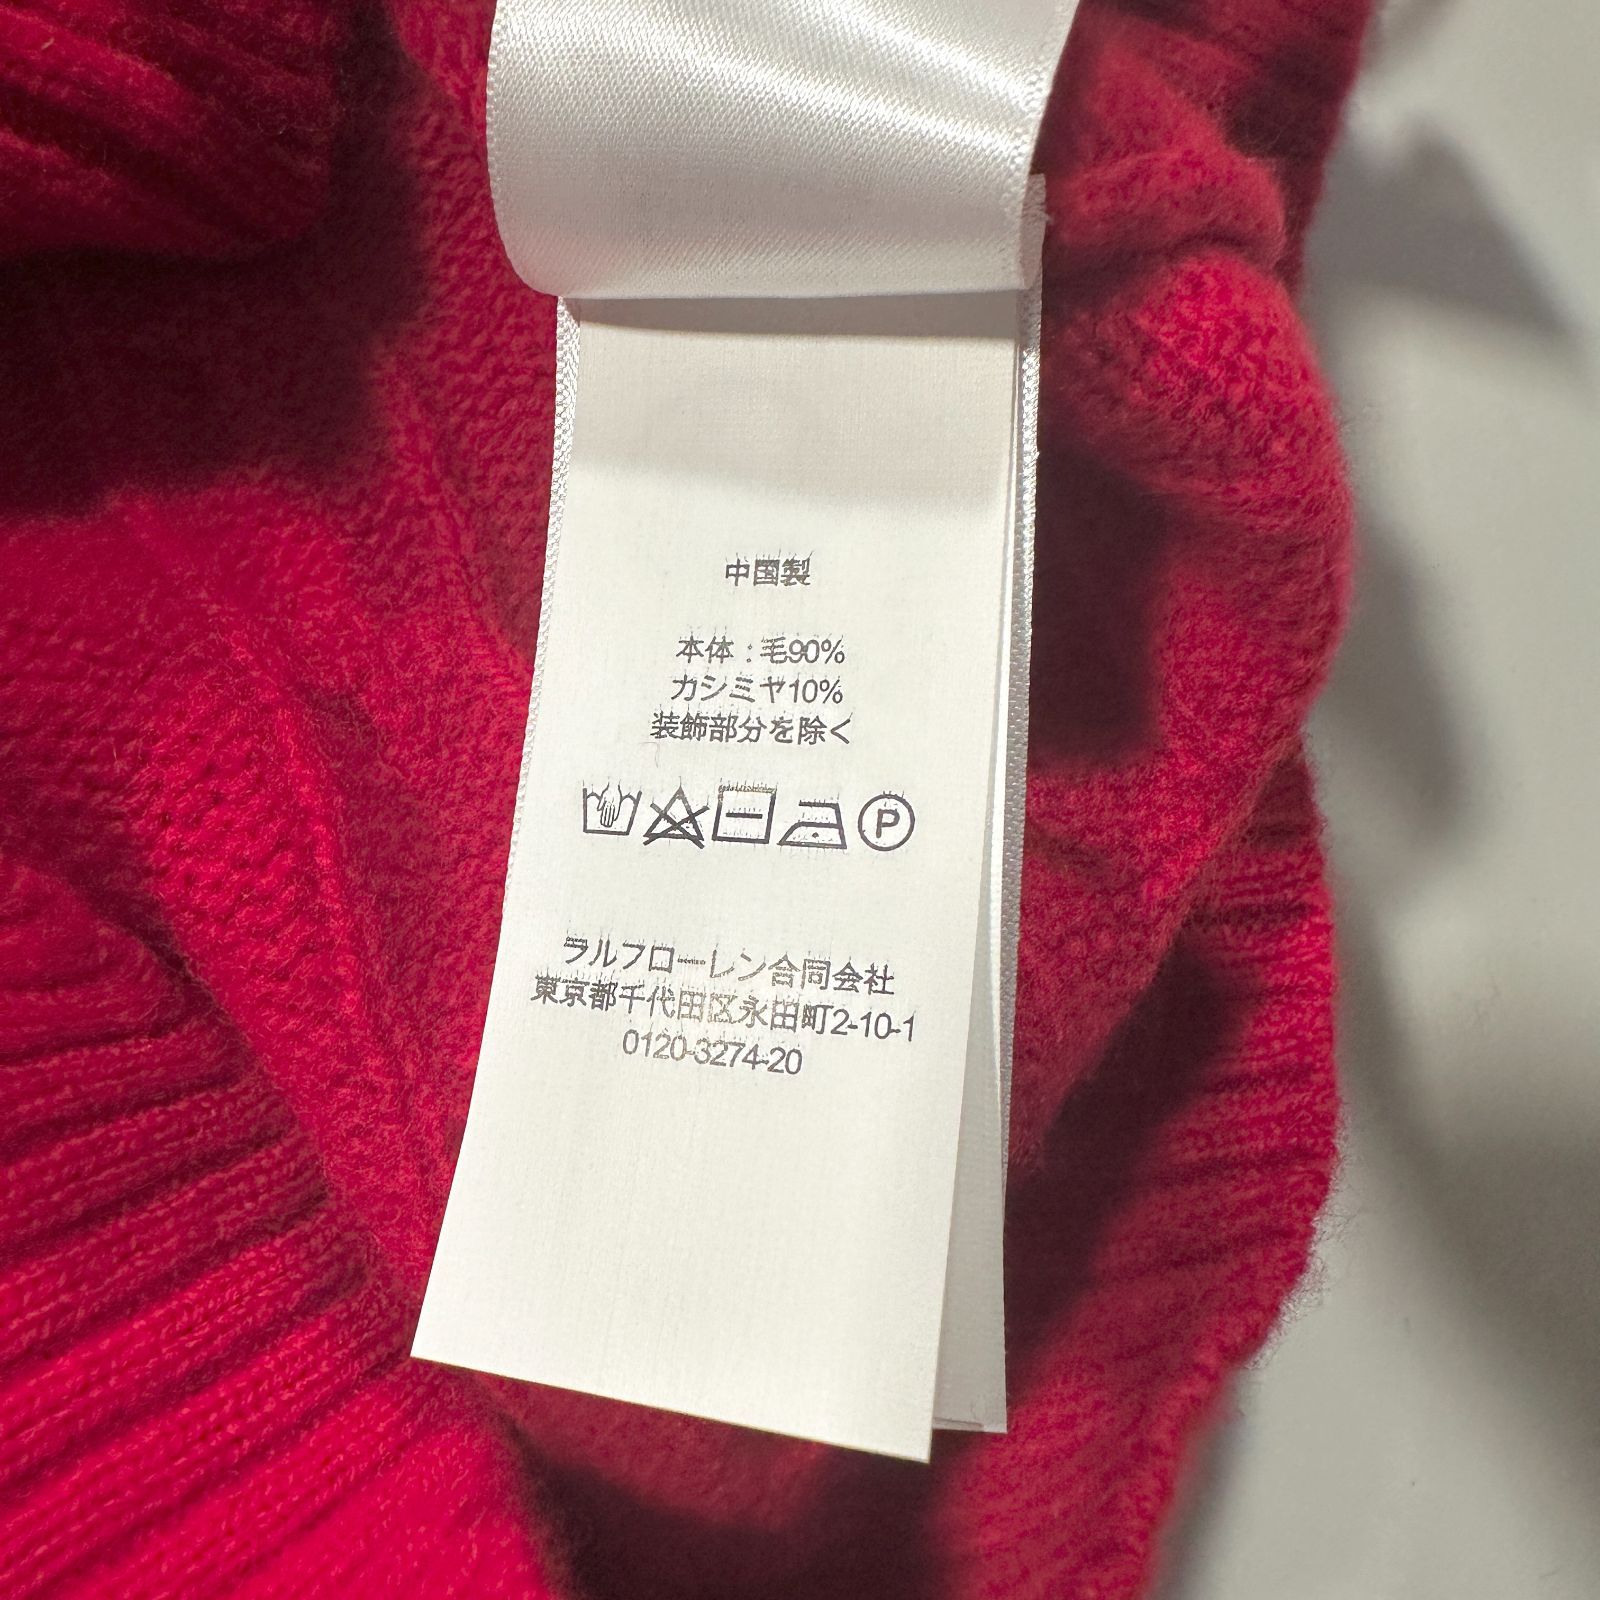 中国製
本体:毛90%
カシミヤ10%
装飾部分を除く
P
ラルフローレン合同会社
東京都千代田区永田町2-10-1
0120-3274-20